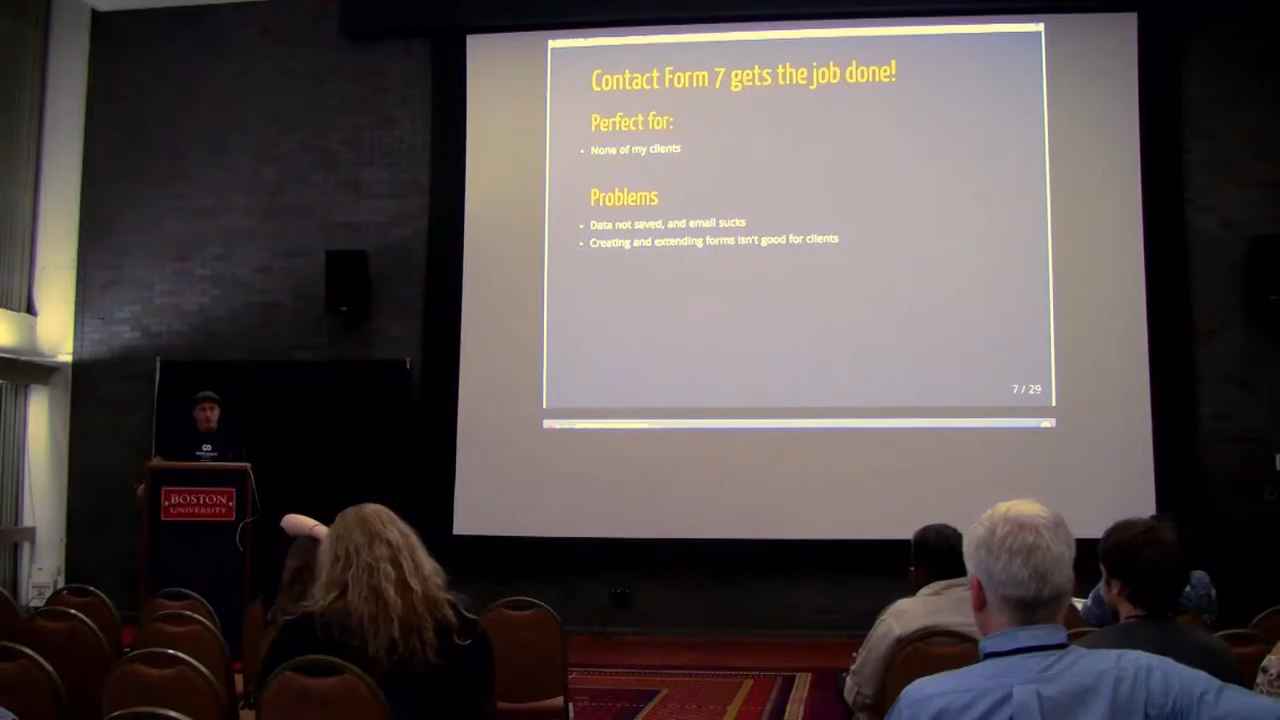 Contact Form 7 gets the job done!
Perfect for:
• None of my clients
Problems
• Data not saved, and email sucks
• Creating and extending forms isn't good for clients
7 / 29
BOSTON
UNIVERSITY